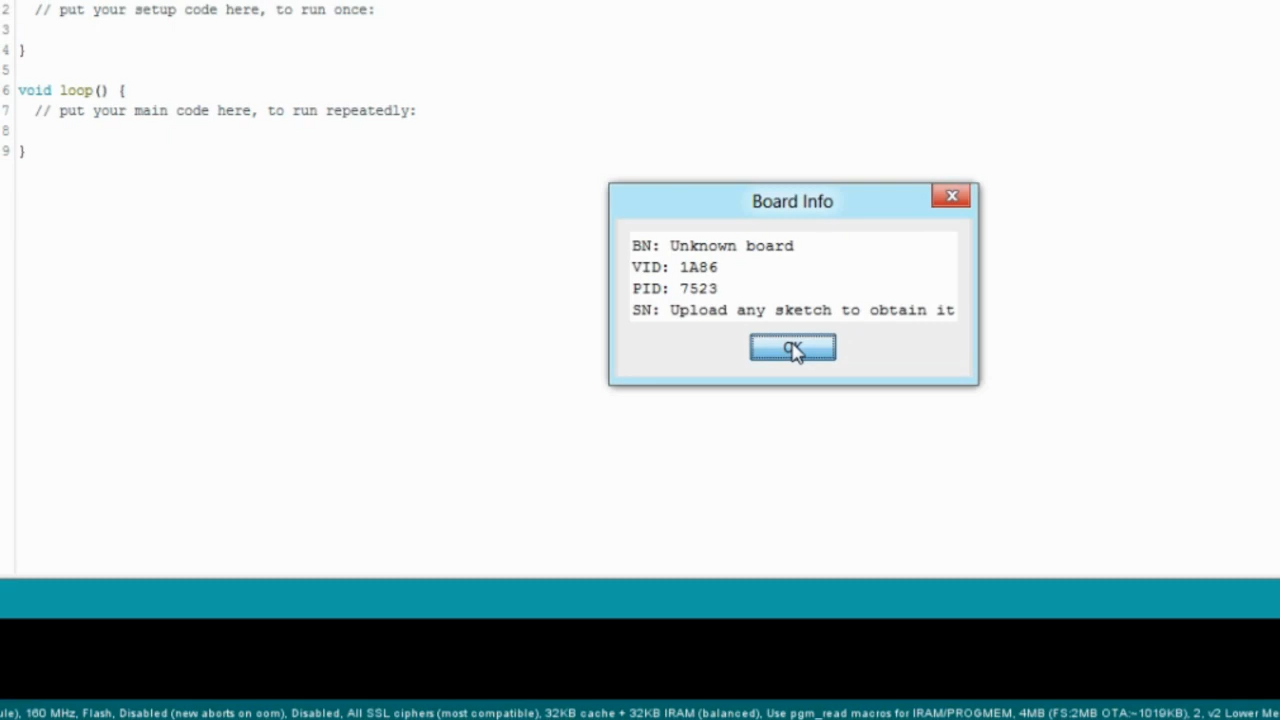 2 // put your setup code here, to run once:
3
4 }
5
6 void loop() {
7 // put your main code here, to run repeatedly:
8
9 }
Board Info
BN: Unknown board
VID: 1A86
PID: 7523
SN: Upload any sketch to obtain it
OK
ule), 160 MHz, Flash, Disabled (new aborts on oom), Disabled, All SSL ciphers (most compatible), 32KB cache + 32KB IRAM (balanced), Use pgm_read macros for IRAM/PROGMEM, 4MB (FS:2MB OTA:~1019KB), 2, v2 Lower Me